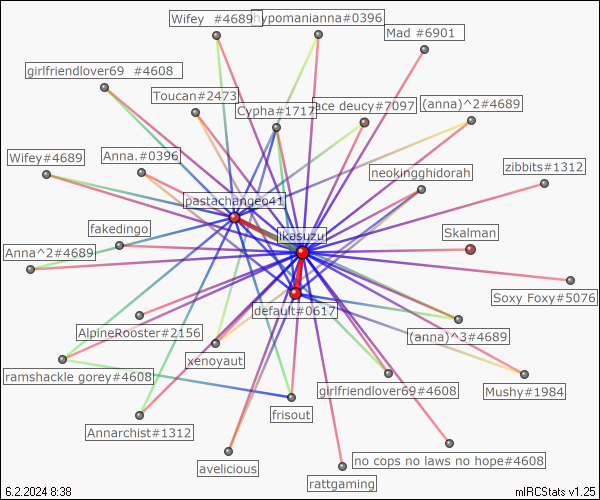 Wifey #4689
hypomanianna#0396
Mad #6901
girlfriendlover69 #4608
Toucan#2473
Cypha#1717
ace deucy#7097
(anna)^2#4689
Wifey#4689
Anna.#0396
neokingghidorah
zibbits#1312
pastachangeo41
fakedingo
ikasuzu
Skalman
Anna^2#4689
Soxy Foxy#5076
default#0617
AlpineRooster#2156
(anna)^3#4689
xenoyaut
ramshackle gorey#4608
girlfriendlover69#4608
Mushy#1984
frisout
Annarchist#1312
no cops no laws no hope#4608
avelicious
rattgaming
6.2.2024 8:38
mIRCStats v1.25